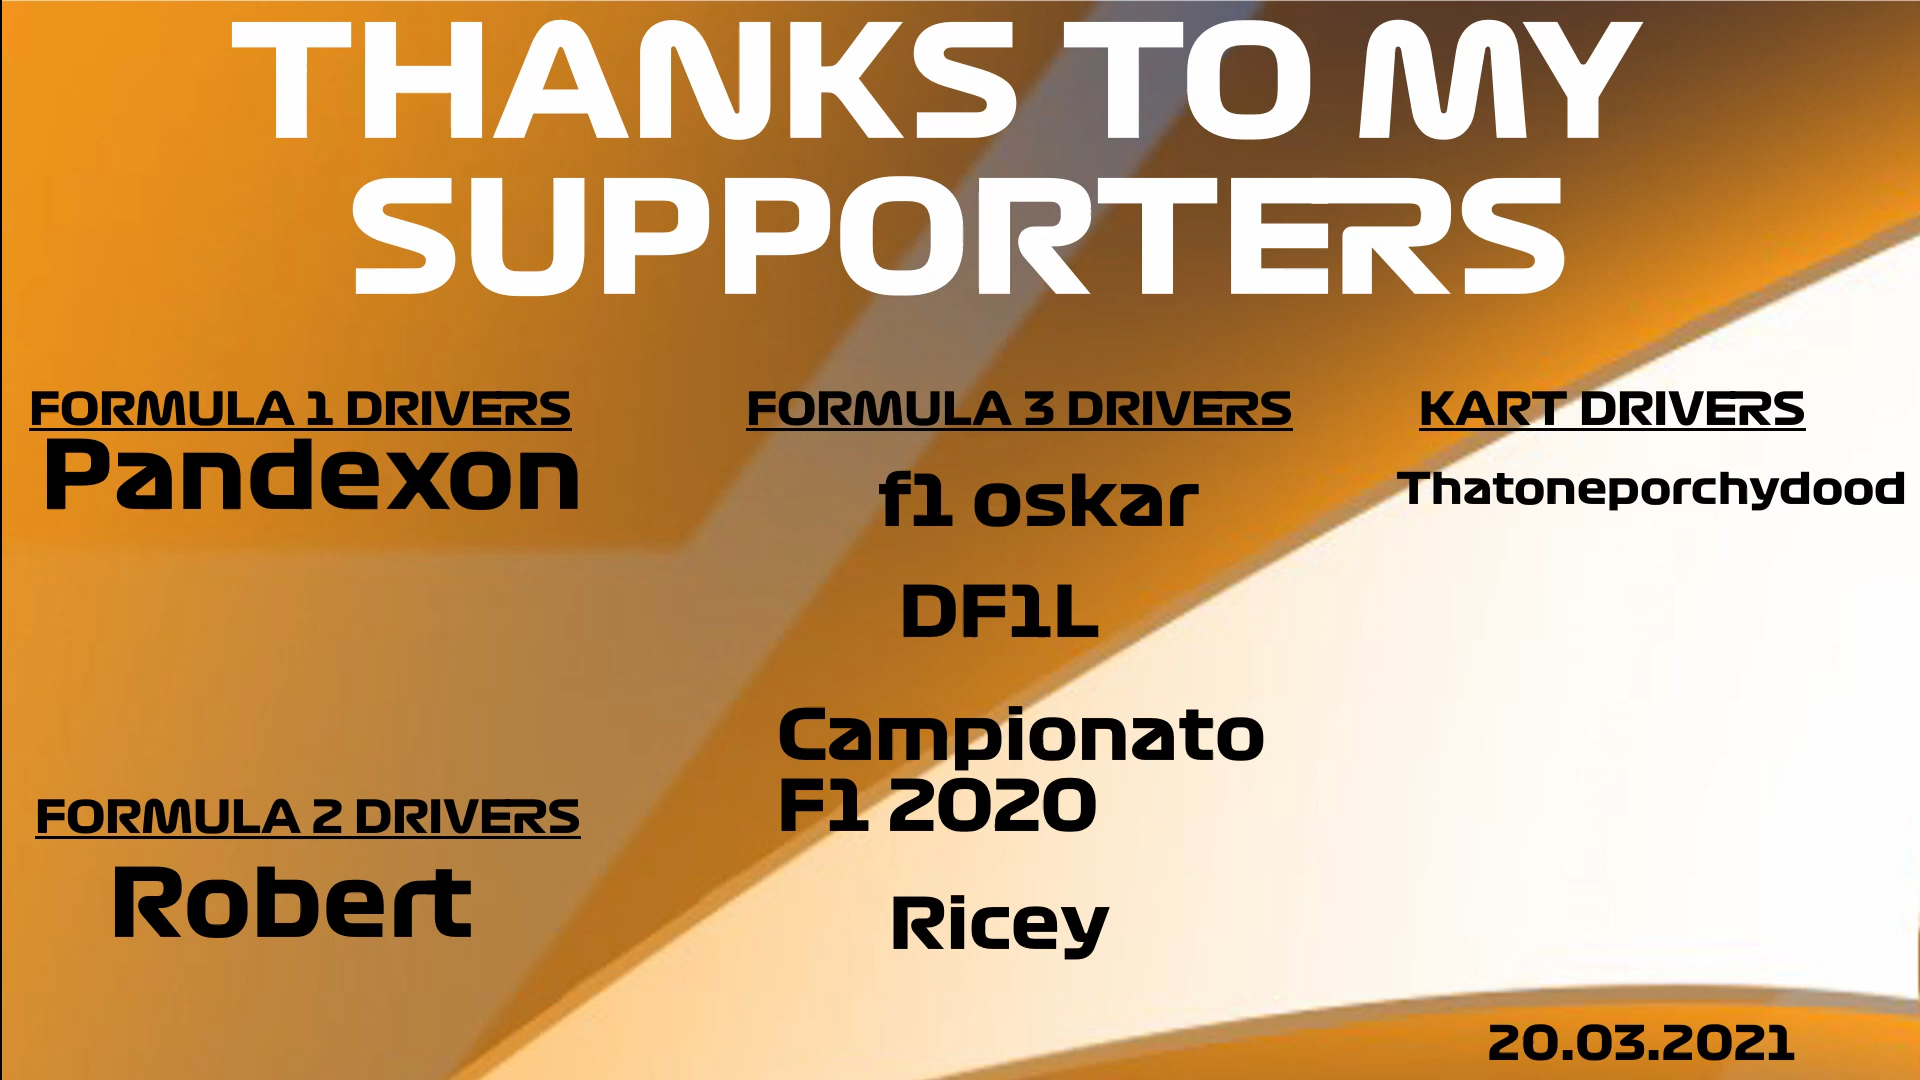 THANKS TO MY
SUPPORTERS
FORMULA 1 DRIVERS
Pandexon
FORMULA 2 DRIVERS
Robert
FORMULA 3 DRIVERS
f1 oskar
DF1L
Campionato
F1 2020
Ricey
KART DRIVERS
Thatoneporchydood
20.03.2021